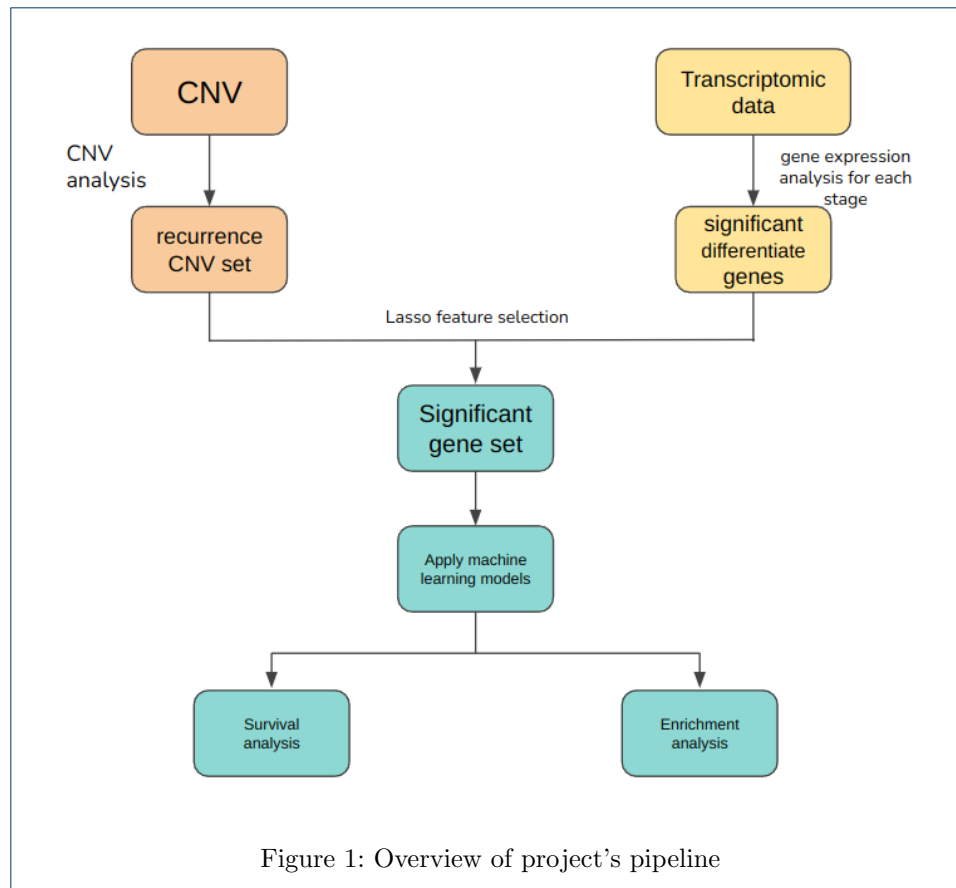 CNV
Transcriptomic
data
CNV
analysis
gene expression
analysis for each
stage
recurrence
CNV set
significant
differentiate
genes
Lasso feature selection
Significant
gene set
Apply machine
learning models
Survival
analysis
Enrichment
analysis
Figure 1: Overview of project's pipeline